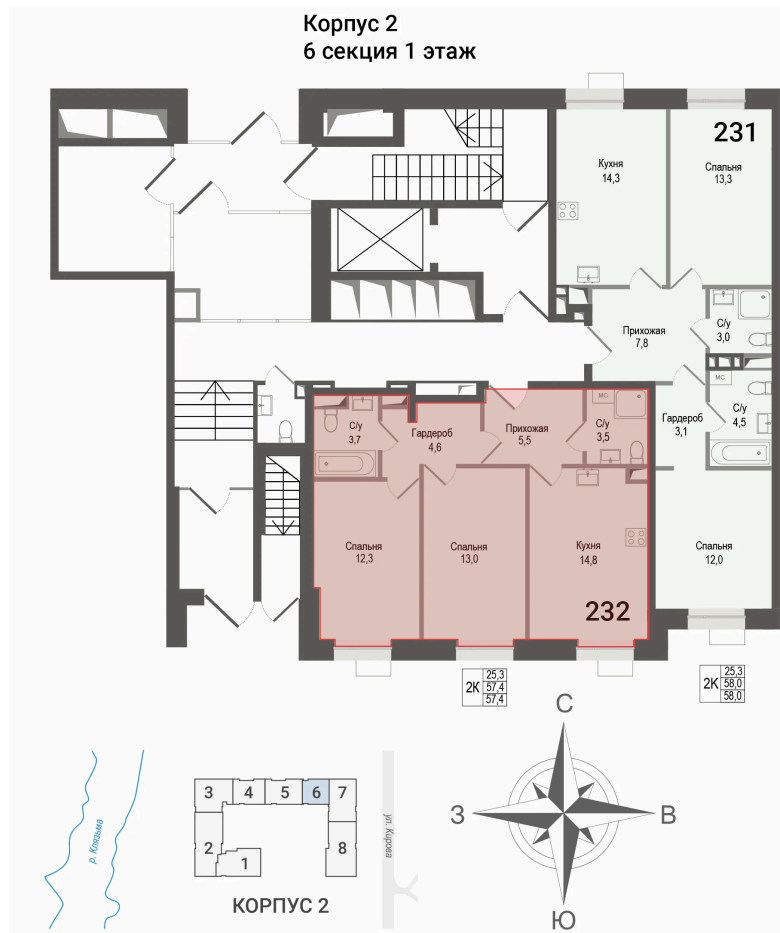 Корпус 2
6 секция 1 этаж
231
Кухня
14,3
Спальня
13,3
Прихожая
7,8
С/у
3,0
МС
С/у
4,5
Гардероб
3,1
Спальня
12,0
С/у
3,7
Гардероб
4,6
Прихожая
5,5
МС
С/у
3,5
Спальня
12,3
Спальня
13,0
Кухня
14,8
232
2К
25,3
57,4
57,4
2К
25,3
58,0
58,0
р. Клязьма
3
4
5
6
7
2
1
8
КОРПУС 2
ул. Кирова
С
З
В
Ю